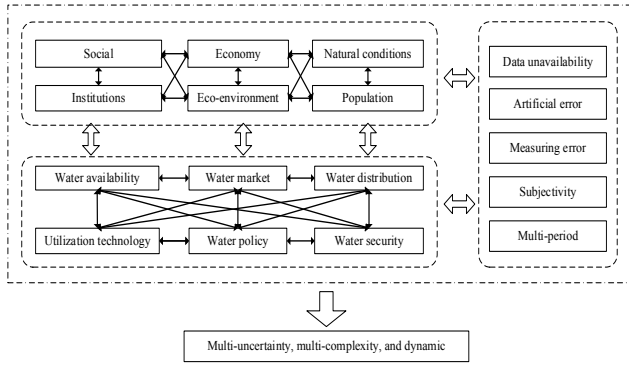 Social
Economy
Natural conditions
Institutions
Eco-environment
Population
Water availability
Water market
Water distribution
Utilization technology
Water policy
Water security
Data unavailability
Artificial error
Measuring error
Subjectivity
Multi-period
Multi-uncertainty, multi-complexity, and dynamic